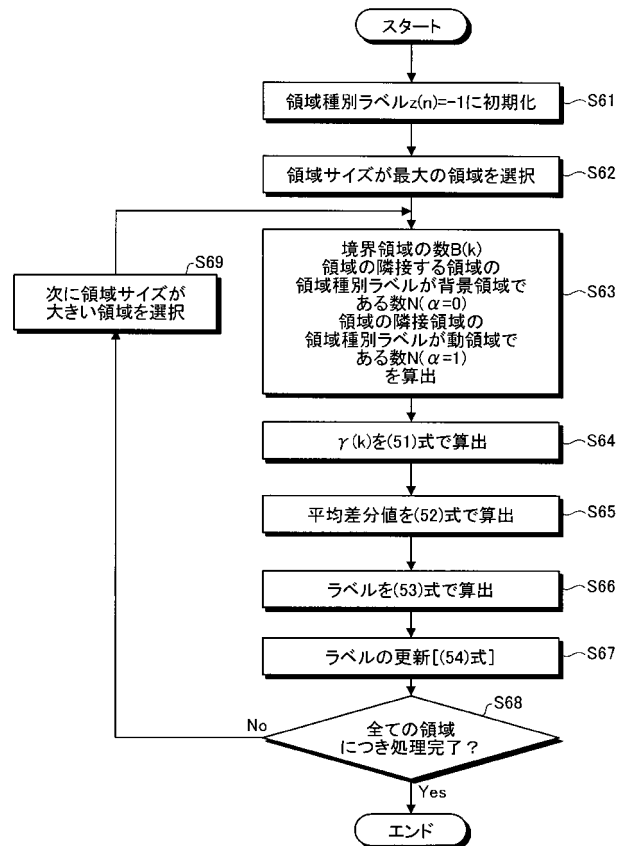 スタート
領域種別ラベルz(n)=-1に初期化
S61
領域サイズが最大の領域を選択
S62
境界領域の数B(k)
領域の隣接する領域の
領域種別ラベルが背景領域で
ある数N(α=0)
領域の隣接領域の
領域種別ラベルが動領域で
ある数N(α=1)
を算出
S63
S69
次に領域サイズが
大きい領域を選択
γ(k)を(51)式で算出
S64
平均差分値を(52)式で算出
S65
ラベルを(53)式で算出
S66
ラベルの更新[(54)式]
S67
S68
全ての領域
につき処理完了？
No
Yes
エンド